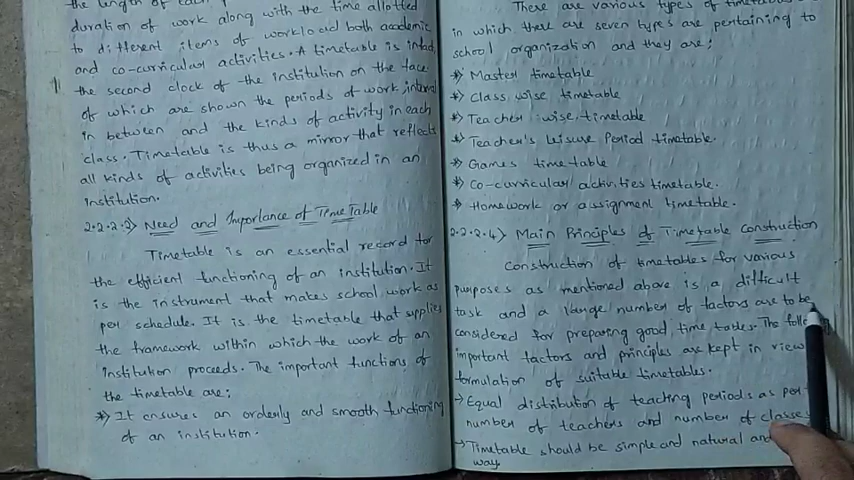 the length of each
duration of work along with the time allotted
to different items of workload both academic
and co-curricular activities. A timetable is infact,
the second clock of the institution on the face
of which are shown the periods of work, interval
in between and the kinds of activity in each
class. Timetable is thus a mirror that reflects
all kinds of activities being organized in an
institution.
2.2.2.3) Need and Importance of Time Table
Timetable is an essential record for
the efficient functioning of an institution. It
is the instrument that makes school work as
per schedule. It is the timetable that supplies
the framework within which the work of an
institution proceeds. The important functions of
the timetable are:
*) It ensures an orderly and smooth functioning
of an institution.
There are various types of
in which there are seven types are pertaining to
school organization and they are;
*) Master timetable
*) Class wise timetable
*) Teacher wise timetable
*) Teacher's leisure Period timetable.
*) Games timetable
*) Co-curricular activities timetable.
*) Homework or assignment timetable.
2.2.2.4) Main Principles of Timetable Construction
Construction of timetables for various
purposes as mentioned above is a difficult
task and a large number of factors are to be
considered for preparing good time tables. The
important factors and principles are kept in view
formulation of suitable timetables.
→ Equal distribution of teaching periods as per
number of teachers and number of classes
→ Timetable should be simple and natural and
way.